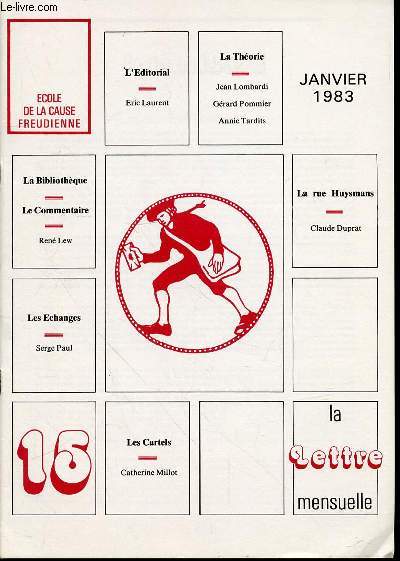 Le-livre.com
ECOLE
DE LA CAUSE
FREUDIENNE
L'Editorial
Eric Laurent
La Théorie
Jean Lombardi
Gérard Pommier
Annie Tardits
JANVIER
1983
La Bibliothèque
Le Commentaire
René Lew
La rue Huysmans
Claude Duprat
Les Echanges
Serge Paul
15
Les Cartels
Catherine Millot
la
Lettre
mensuelle